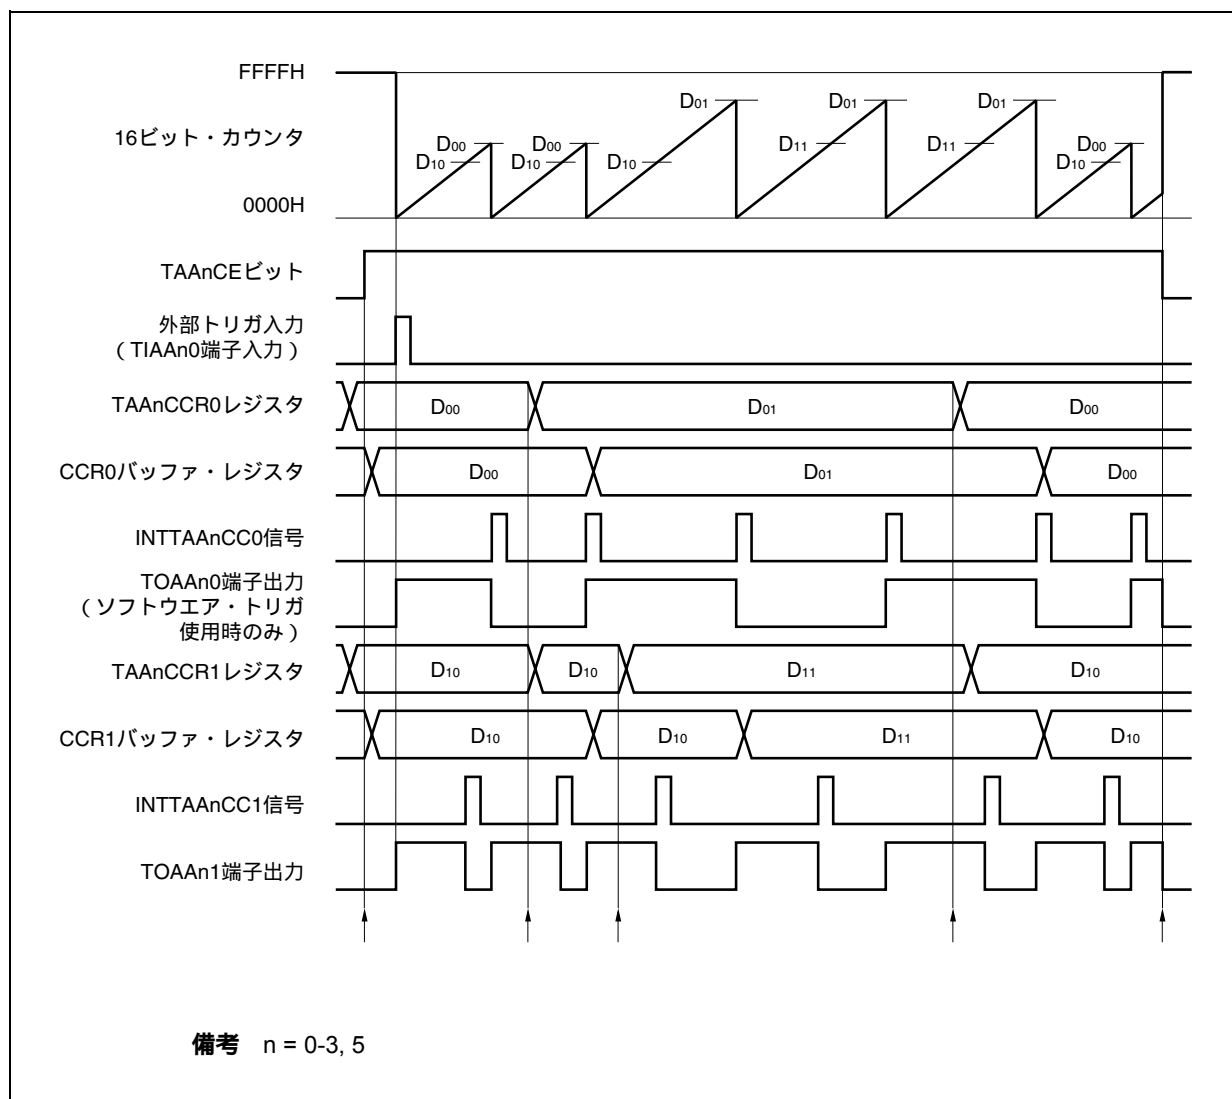 FFFFH
D01 D01 D01
16ビット・カウンタ
D00 D00 D11 D11 D00
D10 D10 D10 D10
0000H
TAAnCEビット
外部トリガ入力
（TIAAn0端子入力）
TAAnCCR0レジスタ D00 D01 D00
CCR0バッファ・レジスタ D00 D01 D00
INTTAAnCC0信号
TOAAn0端子出力
（ソフトウエア・トリガ
使用時のみ）
TAAnCCR1レジスタ D10 D10 D11 D10
CCR1バッファ・レジスタ D10 D10 D11 D10
INTTAAnCC1信号
TOAAn1端子出力
備考 n = 0-3, 5